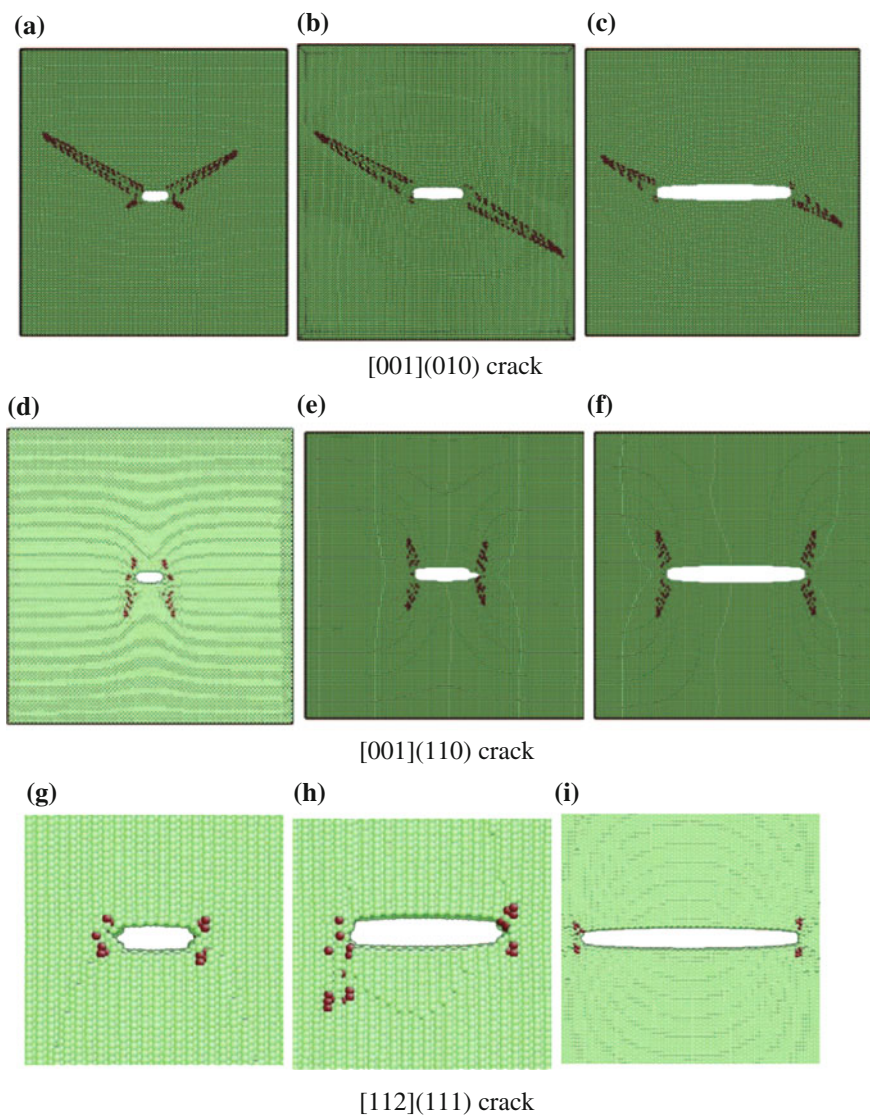 (a) (b) (c)
[001](010) crack
(d) (e) (f)
[001](110) crack
(g) (h) (i)
[112](111) crack